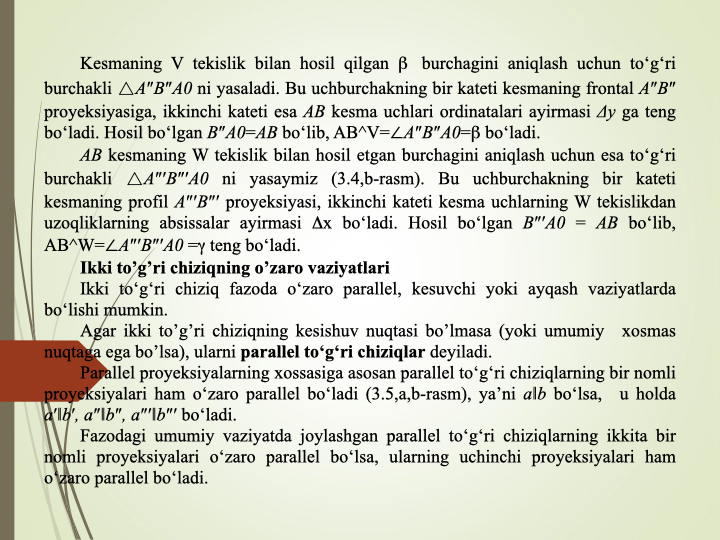 Kesmaning V tekislik bilan hosil qilgan β burchagini aniqlash uchun to‘g‘ri
burchakli △A"B"A0 ni yasaladi. Bu uchburchakning bir kateti kesmaning frontal A"B"
proyeksiyasiga, ikkinchi kateti esa AB kesma uchlari ordinatalari ayirmasi Δy ga teng
bo‘ladi. Hosil bo‘lgan B"A0=AB bo‘lib, AB^V=∠A"B"A0=β bo‘ladi.
AB kesmaning W tekislik bilan hosil etgan burchagini aniqlash uchun esa to‘g‘ri
burchakli △A"'B"'A0 ni yasaymiz (3.4,b-rasm). Bu uchburchakning bir kateti
kesmaning profil A"'B"' proyeksiyasi, ikkinchi kateti kesma uchlarning W tekislikdan
uzoqliklarning absissalar ayirmasi Δx bo‘ladi. Hosil bo‘lgan B"'A0 = AB bo‘lib,
AB^W=∠A"'B"'A0 =γ teng bo‘ladi.
Ikki to’g’ri chiziqning o’zaro vaziyatlari
Ikki to‘g‘ri chiziq fazoda o‘zaro parallel, kesuvchi yoki ayqash vaziyatlarda
bo‘lishi mumkin.
Agar ikki to’g’ri chiziqning kesishuv nuqtasi bo’lmasa (yoki umumiy xosmas
nuqtaga ega bo’lsa), ularni parallel to‘g‘ri chiziqlar deyiladi.
Parallel proyeksiyalarning xossasiga asosan parallel to‘g‘ri chiziqlarning bir nomli
proyeksiyalari ham o‘zaro parallel bo‘ladi (3.5,a,b-rasm), ya’ni a‖b bo‘lsa, u holda
a'‖b', a"‖b", a"'‖b"' bo‘ladi.
Fazodagi umumiy vaziyatda joylashgan parallel to‘g‘ri chiziqlarning ikkita bir
nomli proyeksiyalari o‘zaro parallel bo‘lsa, ularning uchinchi proyeksiyalari ham
o‘zaro parallel bo‘ladi.